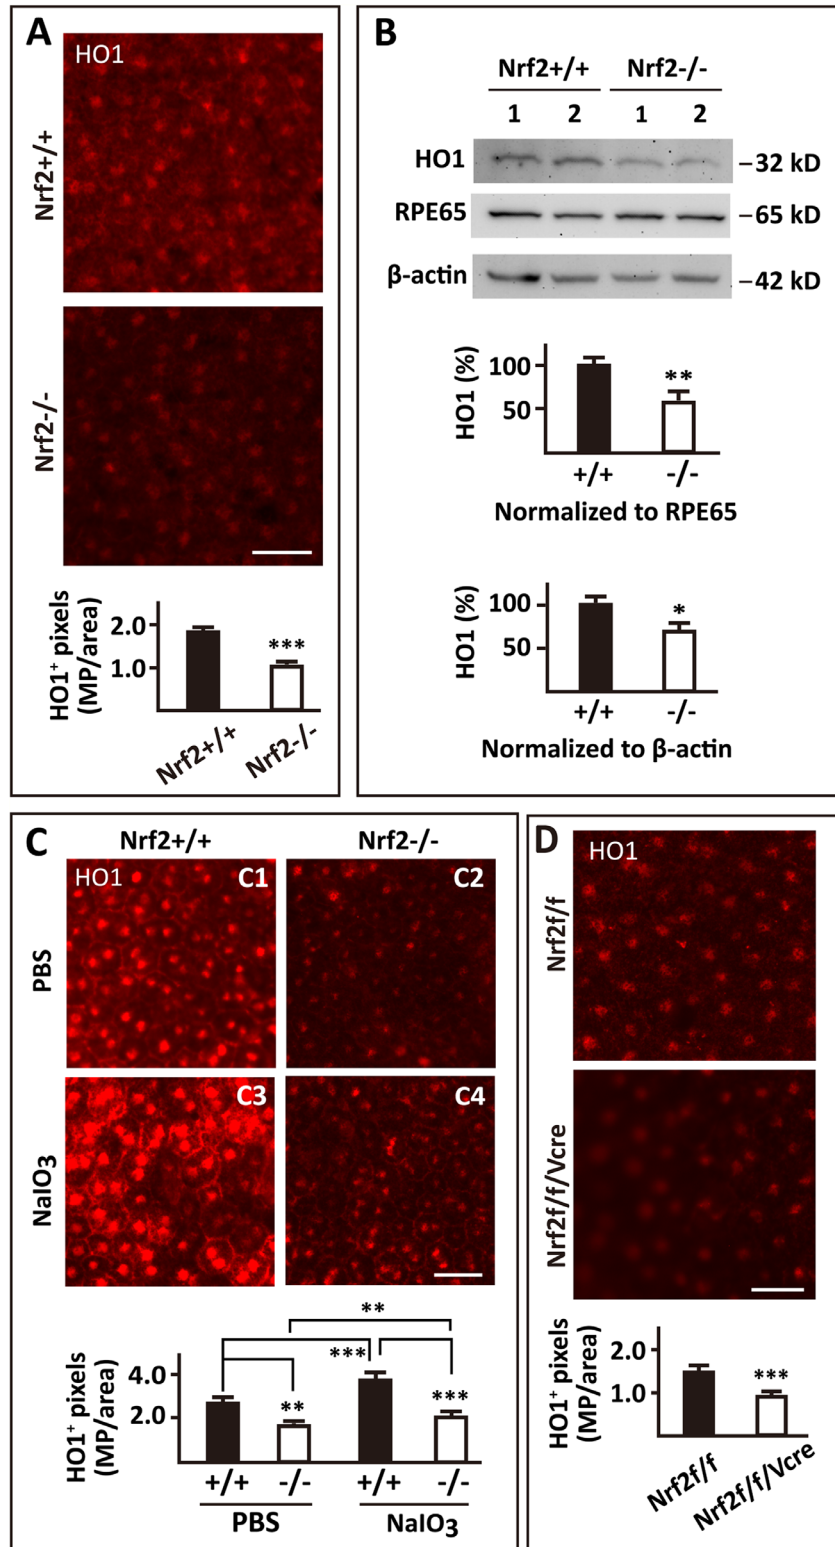 A
HO1
Nrf2+/+
Nrf2-/-
HO1⁺ pixels
(MP/area)
2.0
1.0
***
Nrf2+/+
Nrf2-/-
B
Nrf2+/+ Nrf2-/-
1 2 1 2
HO1 –32 kD
RPE65 –65 kD
β-actin –42 kD
HO1 (%)
100
50
**
+/+ -/-
Normalized to RPE65
HO1 (%)
100
50
*
+/+ -/-
Normalized to β-actin
C
Nrf2+/+ Nrf2-/-
PBS
HO1 C1 C2
NaIO₃
C3 C4
HO1⁺ pixels
(MP/area)
4.0
2.0
**
***
** ***
+/+ -/- +/+ -/-
PBS NaIO₃
D
HO1
Nrf2f/f
Nrf2f/f/Vcre
HO1⁺ pixels
(MP/area)
2.0
1.0
***
Nrf2f/f
Nrf2f/f/Vcre